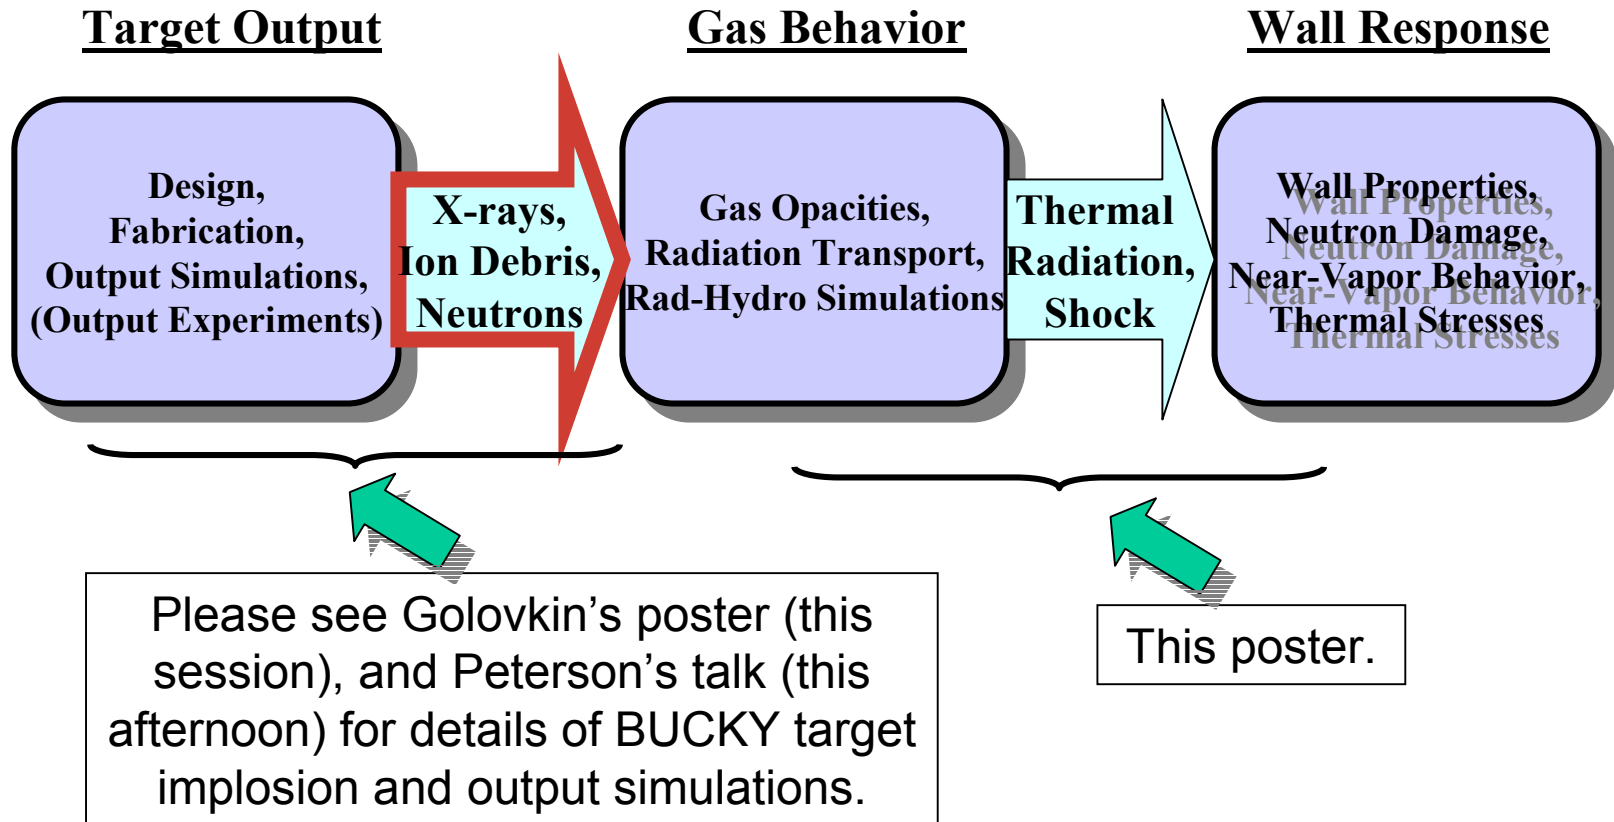 Target Output
Gas Behavior
Wall Response
Design,
Fabrication,
Output Simulations,
(Output Experiments)
X-rays,
Ion Debris,
Neutrons
Gas Opacities,
Radiation Transport,
Rad-Hydro Simulations
Thermal
Radiation,
Shock
Wall Properties,
Neutron Damage,
Near-Vapor Behavior,
Thermal Stresses
Please see Golovkin’s poster (this
session), and Peterson’s talk (this
afternoon) for details of BUCKY target
implosion and output simulations.
This poster.